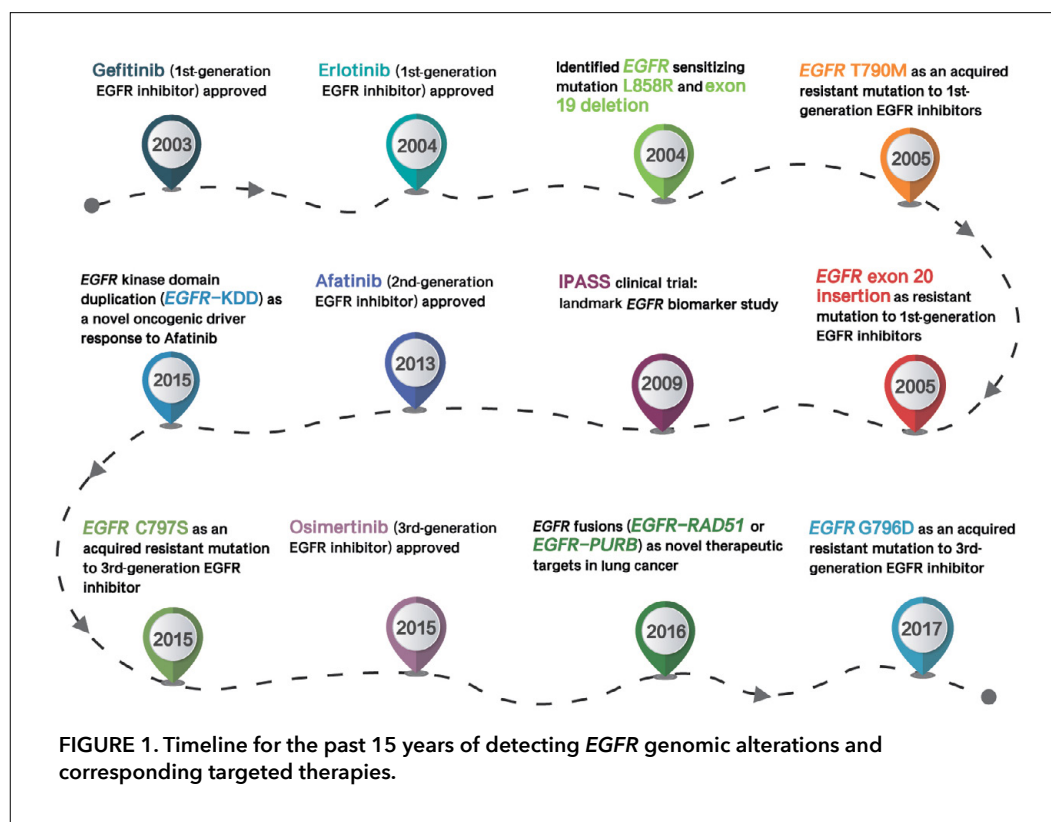 Gefitinib (1st-generation
EGFR inhibitor) approved
2003
Erlotinib (1st-generation
EGFR inhibitor) approved
2004
Identified EGFR sensitizing
mutation L858R and exon
19 deletion
2004
EGFR T790M as an acquired
resistant mutation to 1st-
generation EGFR inhibitors
2005
EGFR exon 20
insertion as resistant
mutation to 1st-generation
EGFR inhibitors
2005
IPASS clinical trial:
landmark EGFR biomarker study
2009
Afatinib (2nd-generation
EGFR inhibitor) approved
2013
EGFR kinase domain
duplication (EGFR-KDD) as
a novel oncogenic driver
response to Afatinib
2015
EGFR C797S as an
acquired resistant mutation
to 3rd-generation EGFR
inhibitor
2015
Osimertinib (3rd-generation
EGFR inhibitor) approved
2015
EGFR fusions (EGFR-RAD51 or
EGFR-PURB) as novel therapeutic
targets in lung cancer
2016
EGFR G796D as an acquired
resistant mutation to 3rd-
generation EGFR inhibitor
2017
FIGURE 1. Timeline for the past 15 years of detecting EGFR genomic alterations and
corresponding targeted therapies.